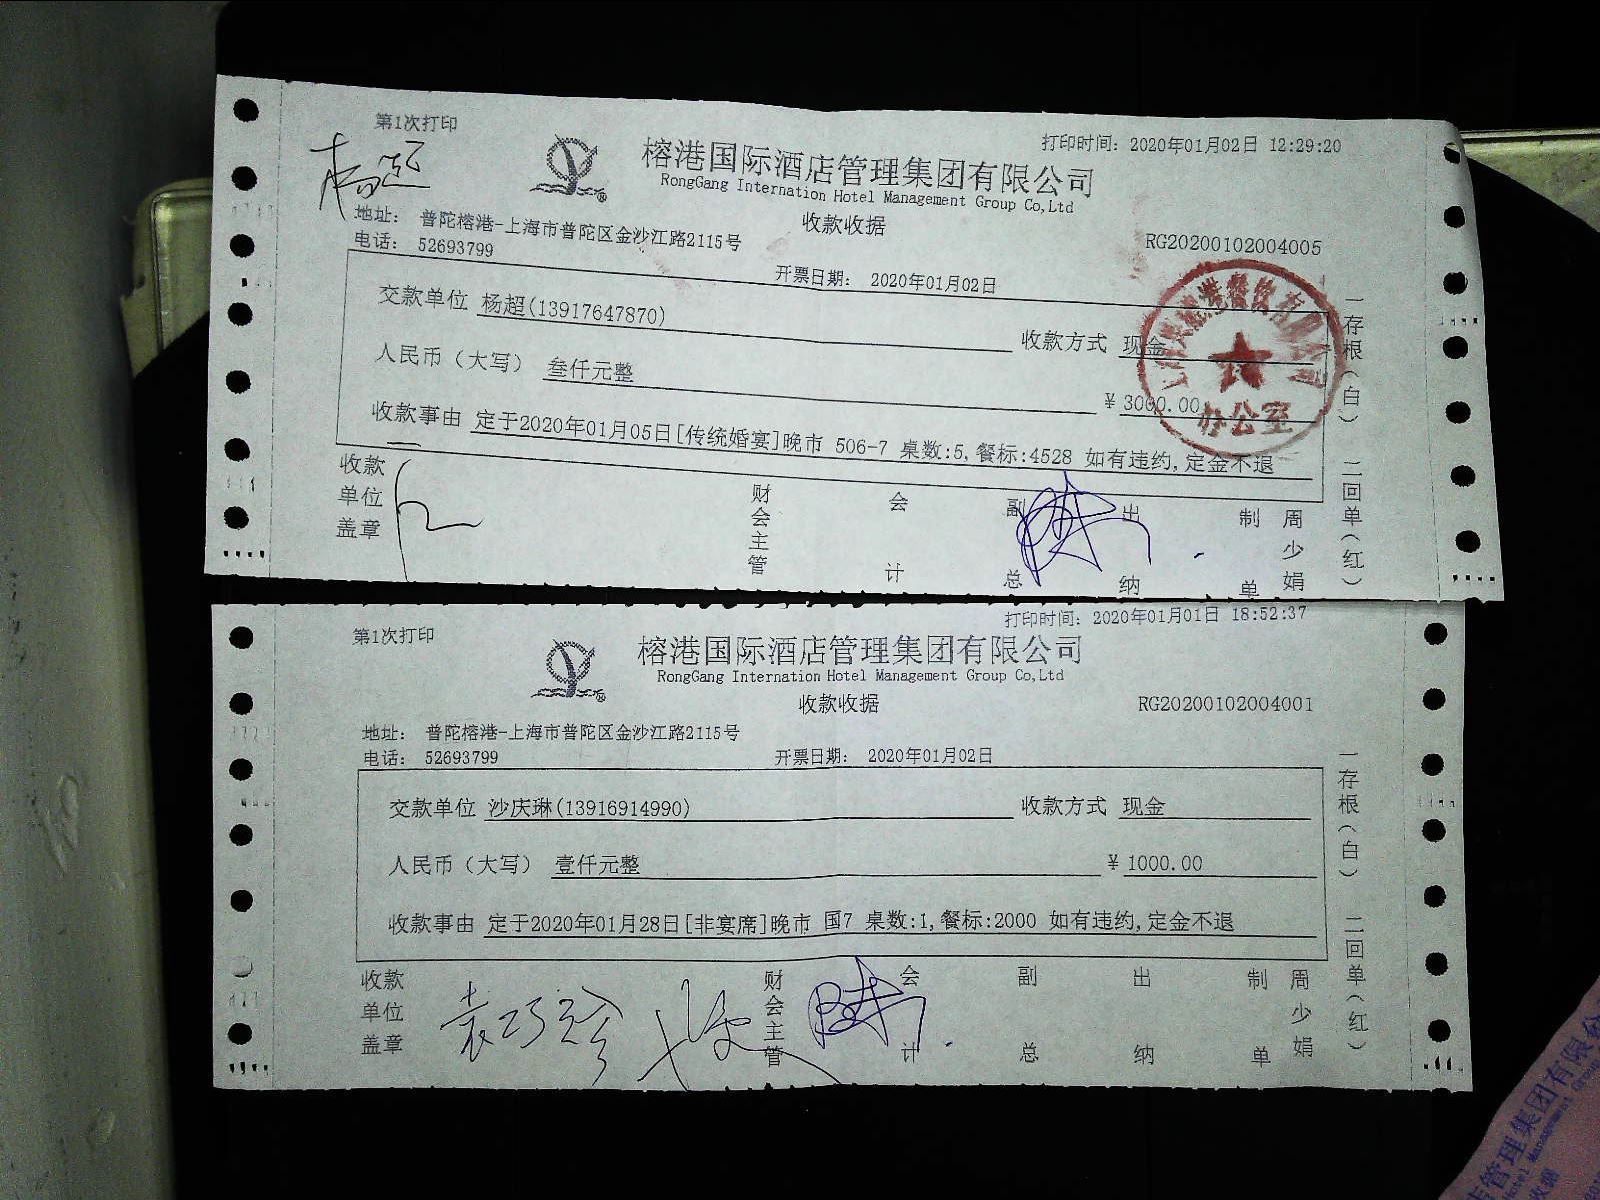 第1次打印
打印时间: 2020年01月02日 12:29:20
杨超
榕港国际酒店管理集团有限公司
RongGang Internation Hotel Management Group Co,Ltd
收款收据
地址: 普陀榕港-上海市普陀区金沙江路2115号
电话: 52693799
RG20200102004005
开票日期: 2020年01月02日
交款单位 杨超(13917647870)
收款方式 现金
人民币（大写） 叁仟元整
¥ 3000.00
收款事由 定于2020年01月05日[传统婚宴]晚市 506-7 桌数:5,餐标:4528 如有违约,定金不退
办公室
收款单位盖章
财会主管
会计
副总
出纳
制单
周少娟
一存根(白) 二回单(红)
第1次打印
打印时间: 2020年01月01日 18:52:37
榕港国际酒店管理集团有限公司
RongGang Internation Hotel Management Group Co,Ltd
收款收据
RG20200102004001
地址: 普陀榕港-上海市普陀区金沙江路2115号
电话: 52693799
开票日期: 2020年01月02日
交款单位 沙庆琳(13916914990)
收款方式 现金
人民币（大写） 壹仟元整
¥ 1000.00
收款事由 定于2020年01月28日[非宴席]晚市 国7 桌数:1,餐标:2000 如有违约,定金不退
收款单位盖章
财会主管
会计
副总
出纳
制单
周少娟
一存根(白) 二回单(红)
管理集团有限公